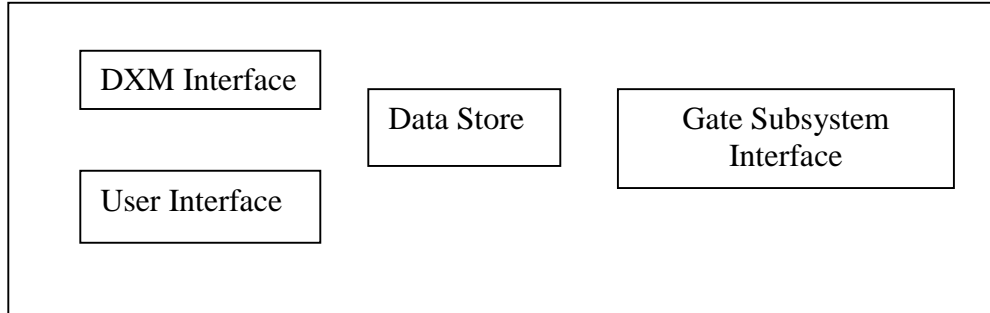 DXM Interface
Data Store
Gate Subsystem
Interface
User Interface